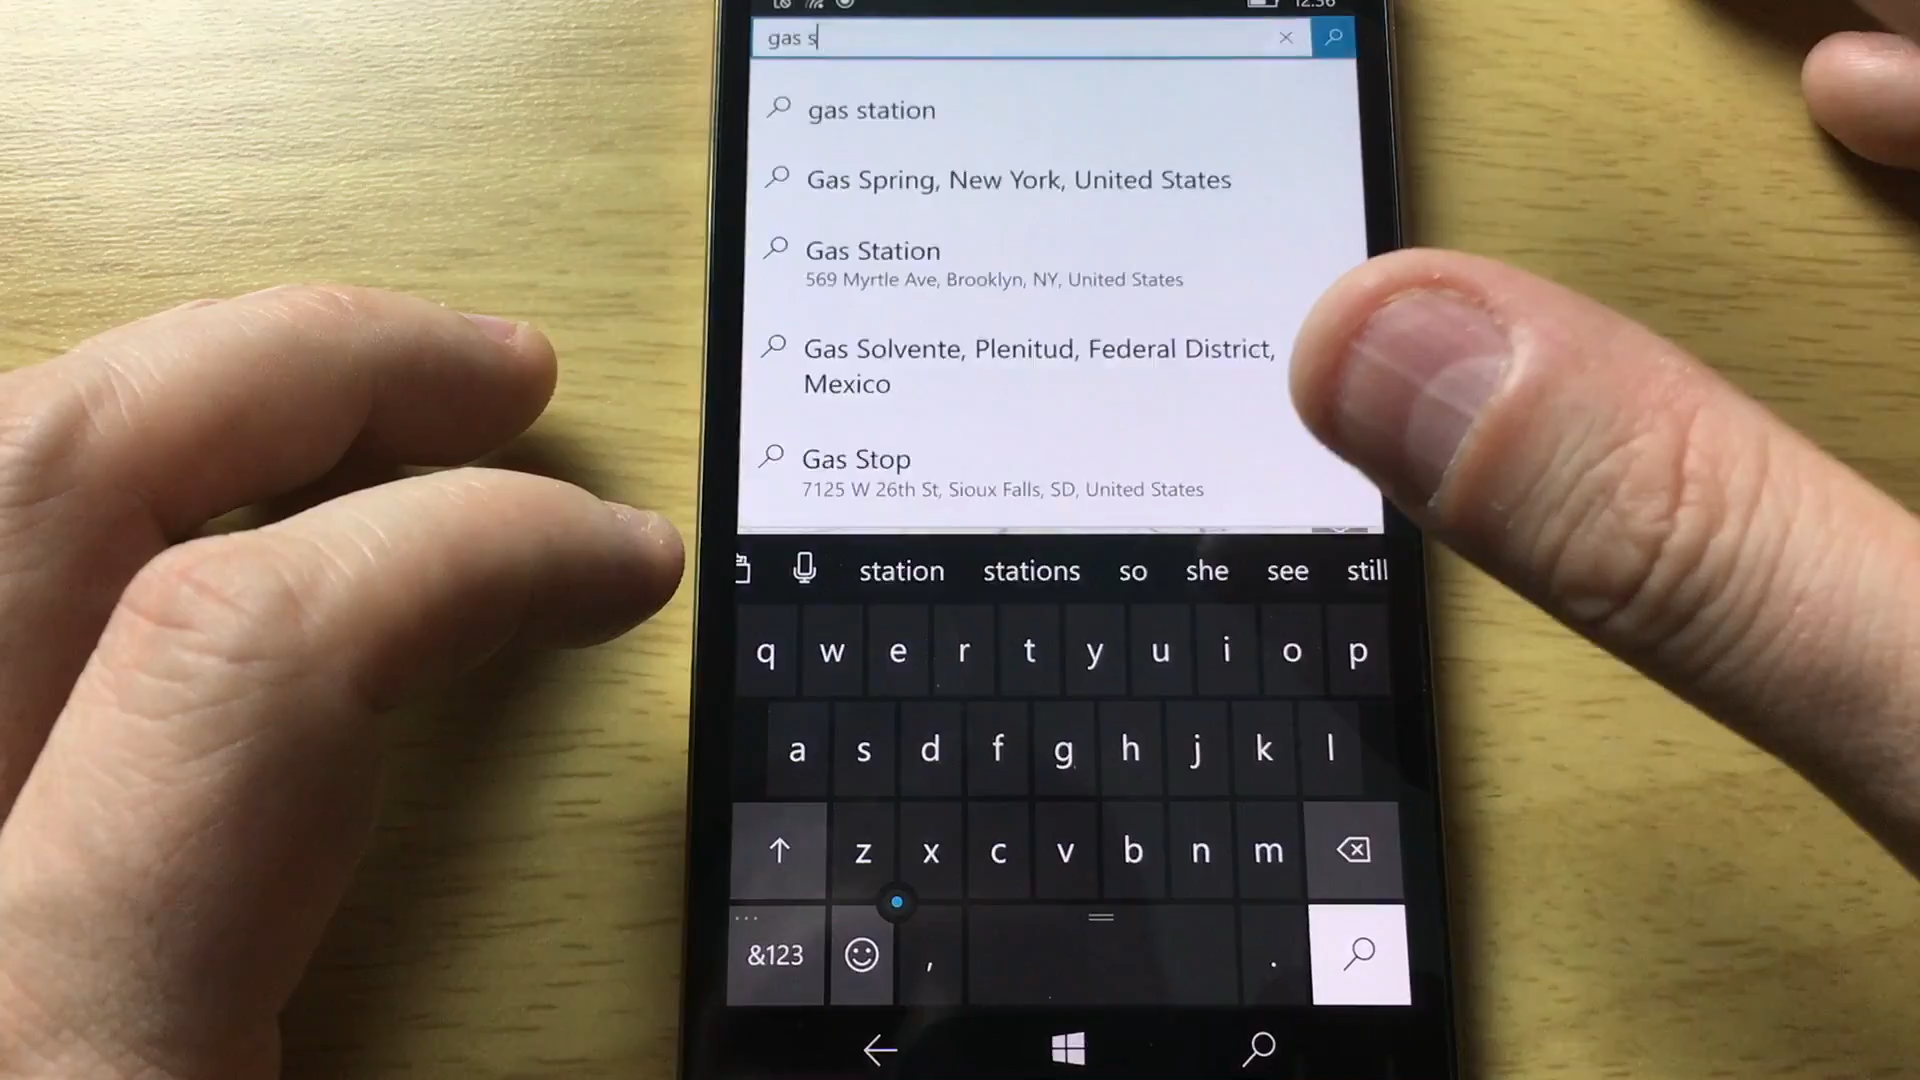 12:36
gas s
gas station
Gas Spring, New York, United States
Gas Station
569 Myrtle Ave, Brooklyn, NY, United States
Gas Solvente, Plenitud, Federal District,
Mexico
Gas Stop
7125 W 26th St, Sioux Falls, SD, United States
station stations so she see still
q w e r t y u i o p
a s d f g h j k l
z x c v b n m
&123 , .